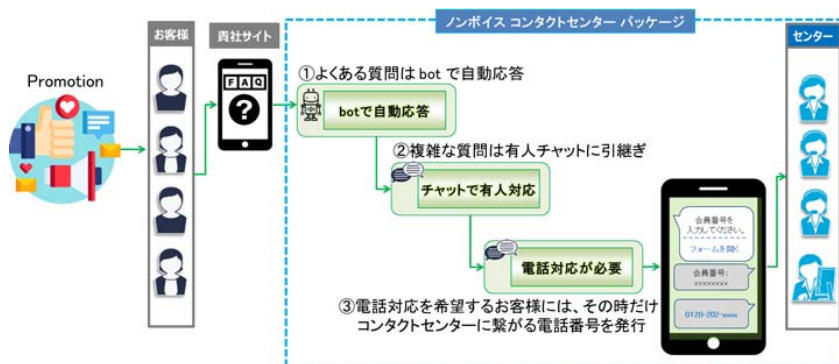 ノンボイス コンタクトセンター パッケージ
お客様
貴社サイト
センター
Promotion
FAQ
?
①よくある質問は bot で自動応答
botで自動応答
②複雑な質問は有人チャットに引継ぎ
チャットで有人対応
電話対応が必要
③電話対応を希望するお客様には、その時だけ
コンタクトセンターに繋がる電話番号を発行
会員番号を
入力してください。
フォームを開く
会員番号:
xxxxxxxx
0120-202-xxxx